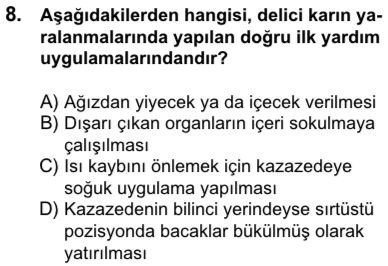 8. Aşağıdakilerden hangisi, delici karın ya-
ralanmalarında yapılan doğru ilk yardım
uygulamalarındandır?
A) Ağızdan yiyecek ya da içecek verilmesi
B) Dışarı çıkan organların içeri sokulmaya
çalışılması
C) Isı kaybını önlemek için kazazedeye
soğuk uygulama yapılması
D) Kazazedenin bilinci yerindeyse sırtüstü
pozisyonda bacaklar bükülmüş olarak
yatırılması